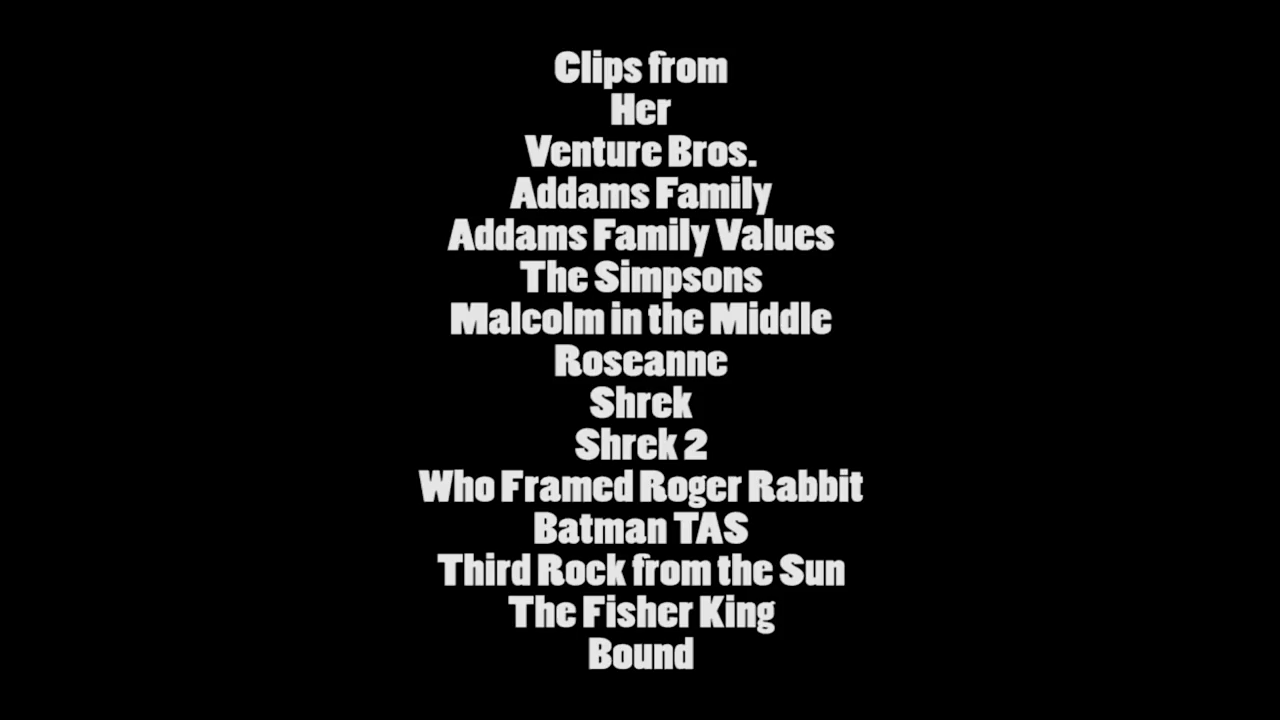 Clips from
Her
Venture Bros.
Addams Family
Addams Family Values
The Simpsons
Malcolm in the Middle
Roseanne
Shrek
Shrek 2
Who Framed Roger Rabbit
Batman TAS
Third Rock from the Sun
The Fisher King
Bound